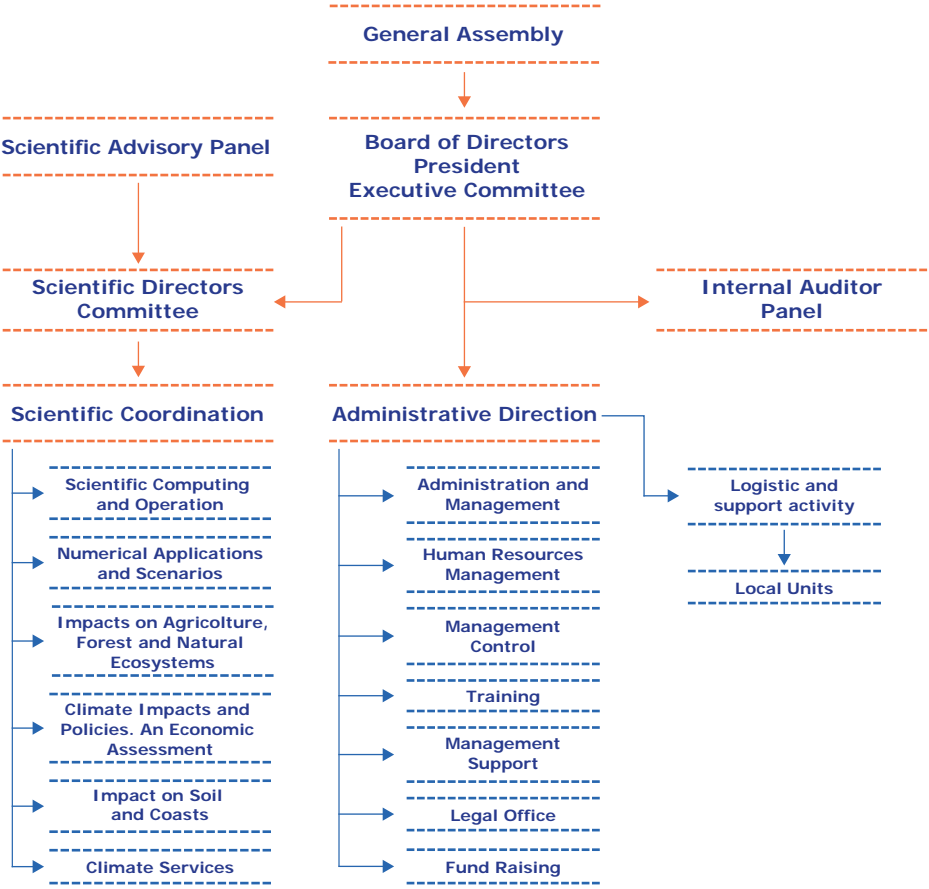 General Assembly
Scientific Advisory Panel
Board of Directors
President
Executive Committee
Scientific Directors
Committee
Internal Auditor
Panel
Scientific Coordination
Administrative Direction
Scientific Computing
and Operation
Numerical Applications
and Scenarios
Impacts on Agriculture,
Forest and Natural
Ecosystems
Climate Impacts and
Policies. An Economic
Assessment
Impact on Soil
and Coasts
Climate Services
Administration and
Management
Human Resources
Management
Management
Control
Training
Management
Support
Legal Office
Fund Raising
Logistic and
support activity
Local Units